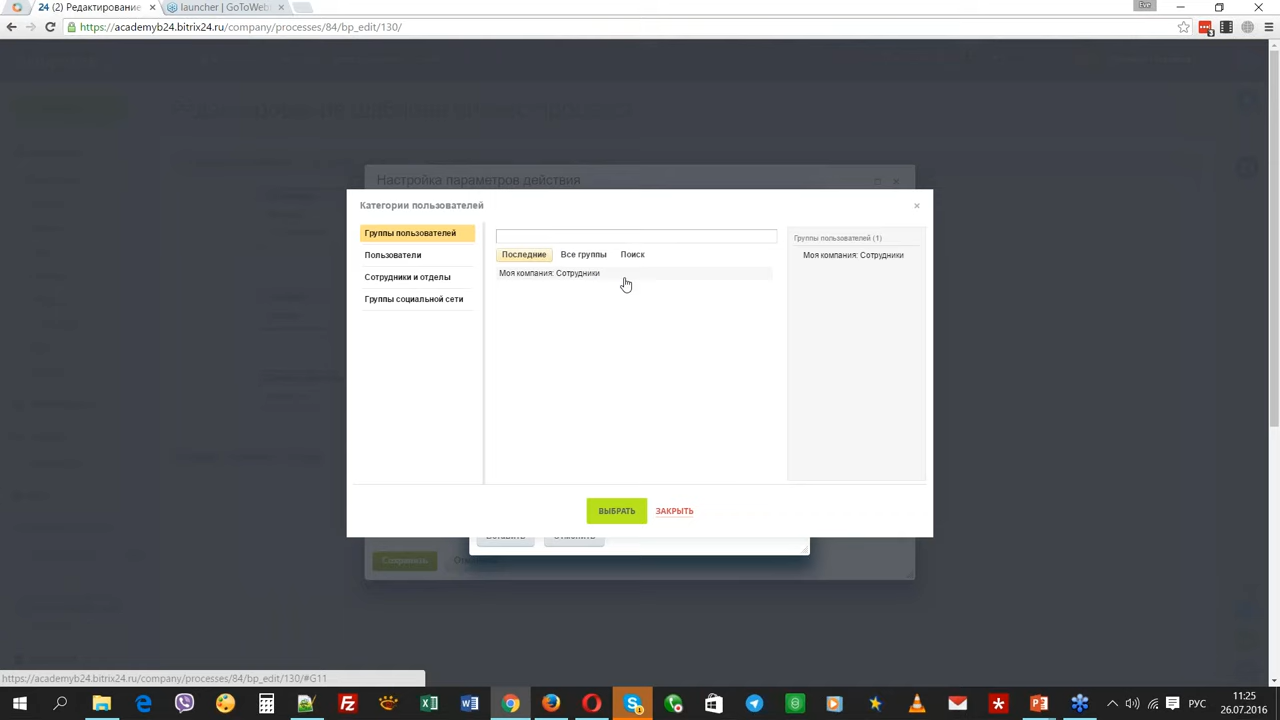 24 (2) Редактирование
launcher | GoToWeb
Eve
https://academyb24.bitrix24.ru/company/processes/84/bp_edit/130/
Настройка параметров действия
Категории пользователей
Группы пользователей
Пользователи
Сотрудники и отделы
Группы социальной сети
Последние
Все группы
Поиск
Моя компания: Сотрудники
Группы пользователей (1)
Моя компания: Сотрудники
ВЫБРАТЬ
ЗАКРЫТЬ
Вставить
Отменить
Сохранить
https://academyb24.bitrix24.ru/company/processes/84/bp_edit/130/#G11
РУС
11:25
26.07.2016